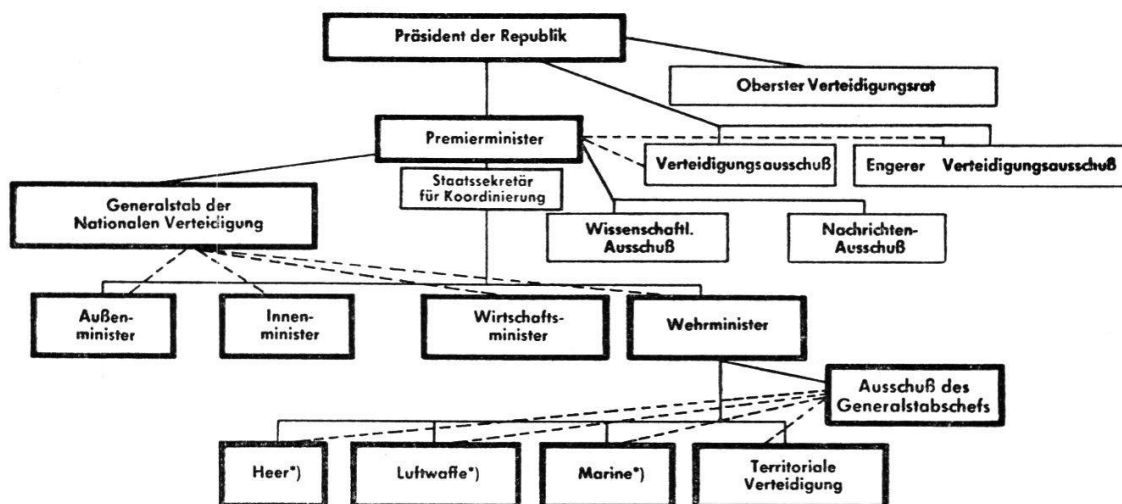 Präsident der Republik
Oberster Verteidigungsrat
Premierminister
Verteidigungsausschuß
Engerer Verteidigungsausschuß
Staatssekretär
für Koordinierung
Generalstab der
Nationalen Verteidigung
Wissenschaftl.
Ausschuß
Nachrichten-
Ausschuß
Außen-
minister
Innen-
minister
Wirtschafts-
minister
Wehrminister
Ausschuß des
Generalstabschefs
Heer*)
Luftwaffe*)
Marine*)
Territoriale
Verteidigung